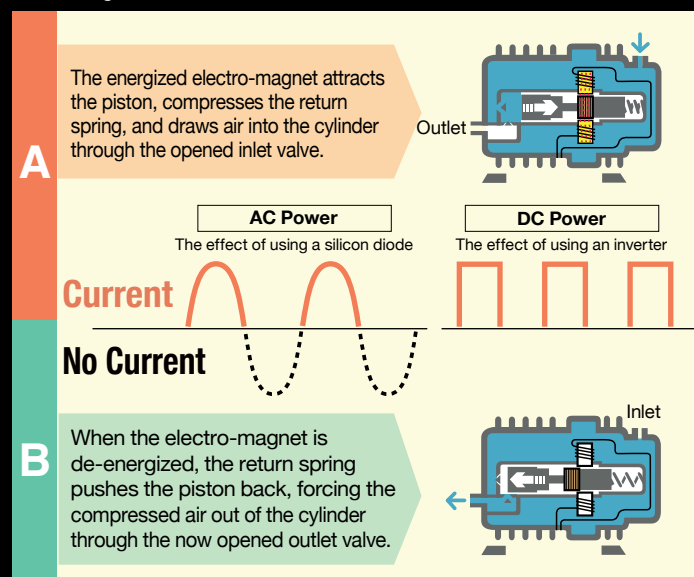 A
The energized electro-magnet attracts
the piston, compresses the return
spring, and draws air into the cylinder
through the opened inlet valve.
Outlet
AC Power
The effect of using a silicon diode
DC Power
The effect of using an inverter
Current
No Current
B
When the electro-magnet is
de-energized, the return spring
pushes the piston back, forcing the
compressed air out of the cylinder
through the now opened outlet valve.
Inlet